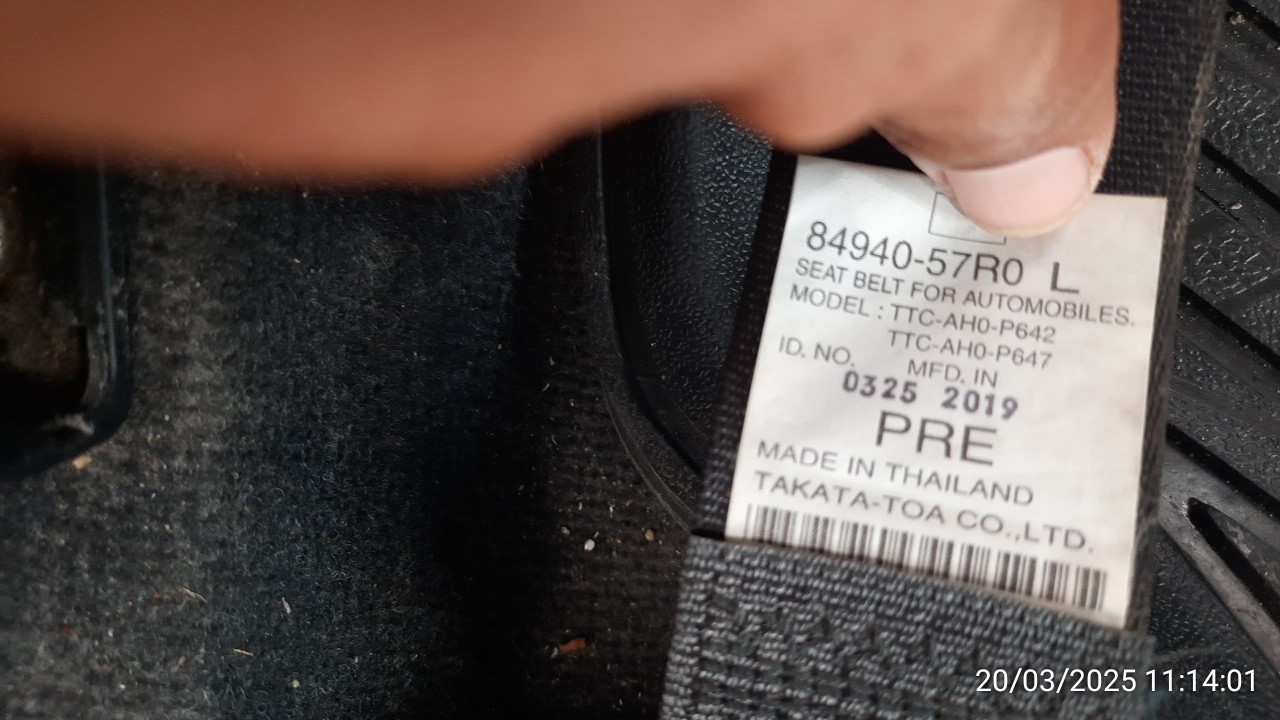 84940-57R0 L
SEAT BELT FOR AUTOMOBILES.
MODEL : TTC-AH0-P642
TTC-AH0-P647
ID. NO. MFD. IN
0325 2019
PRE
MADE IN THAILAND
TAKATA-TOA CO.,LTD.
20/03/2025 11:14:01